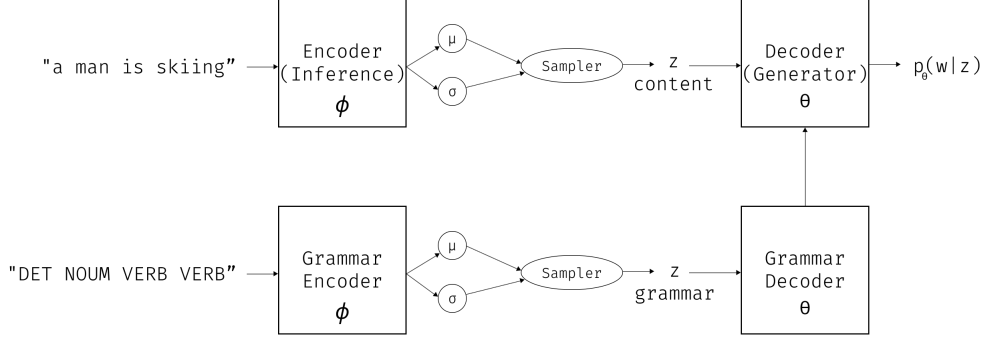 "a man is skiing"
Encoder
(Inference)
ϕ
μ
σ
Sampler
z
content
Decoder
(Generator)
θ
pθ(w|z)
"DET NOUM VERB VERB"
Grammar
Encoder
ϕ
μ
σ
Sampler
z
grammar
Grammar
Decoder
θ